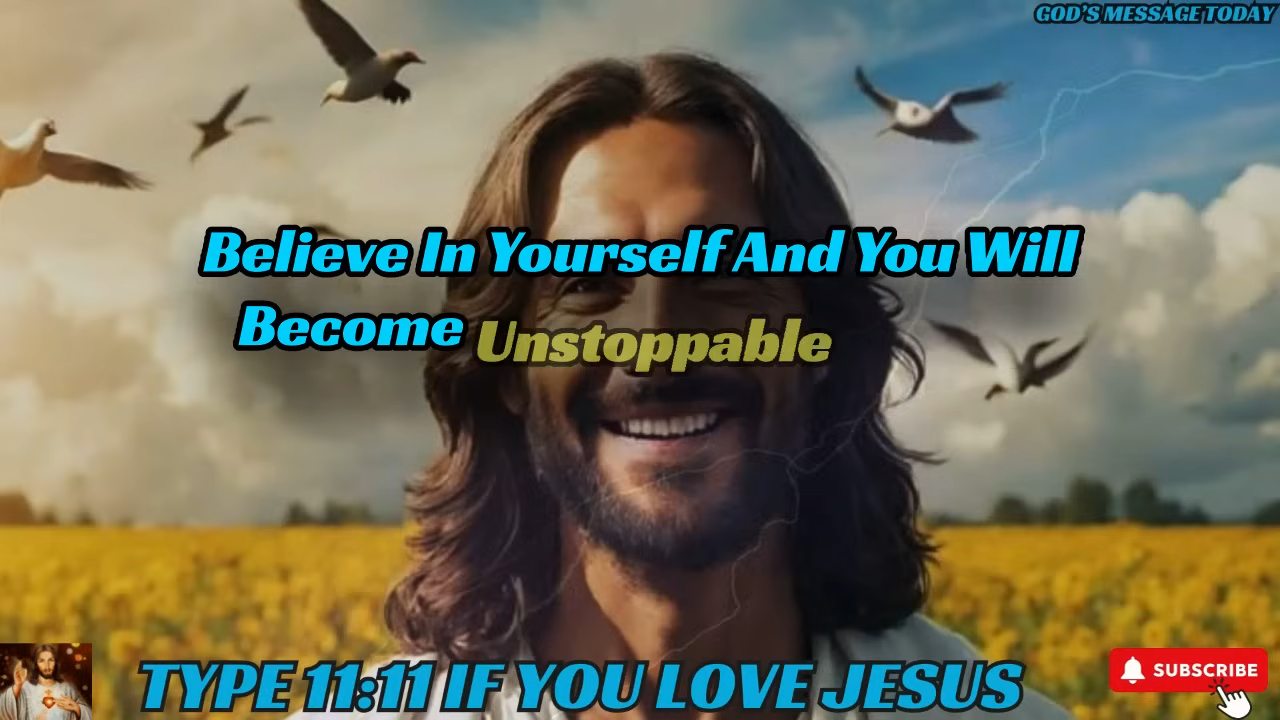 GOD'S MESSAGE TODAY
Believe In Yourself And You Will
Become Unstoppable
TYPE 11:11 IF YOU LOVE JESUS
SUBSCRIBE